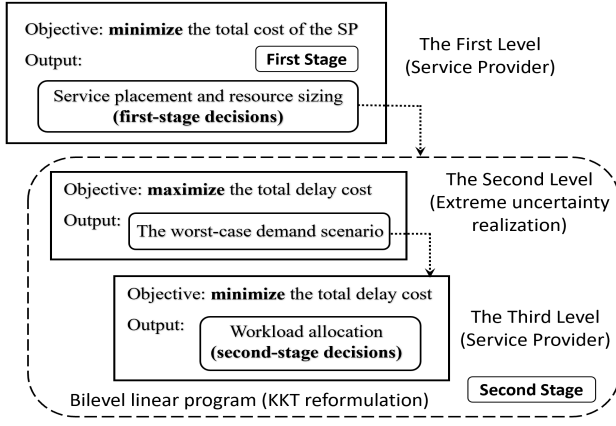 Objective: minimize the total cost of the SP
Output:
First Stage
Service placement and resource sizing
(first-stage decisions)
The First Level
(Service Provider)
Objective: maximize the total delay cost
Output:
The worst-case demand scenario
The Second Level
(Extreme uncertainty
realization)
Objective: minimize the total delay cost
Output:
Workload allocation
(second-stage decisions)
The Third Level
(Service Provider)
Second Stage
Bilevel linear program (KKT reformulation)